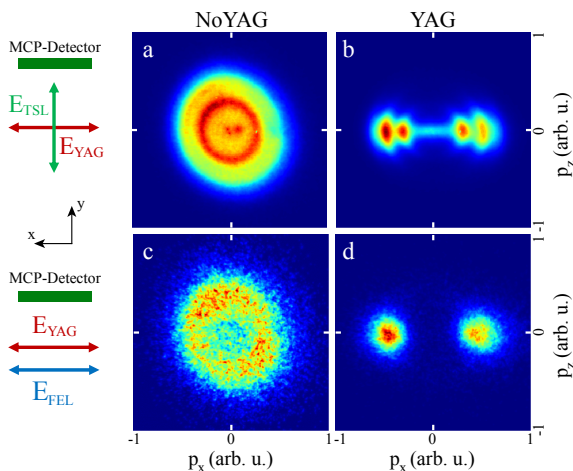 NoYAG
YAG
MCP-Detector
E_TSL
E_YAG
a
b
1
0
-1
p_z (arb. u.)
y
x
MCP-Detector
E_YAG
E_FEL
c
d
1
0
-1
p_z (arb. u.)
-1 0 1
-1 0 1
p_x (arb. u.)
p_x (arb. u.)